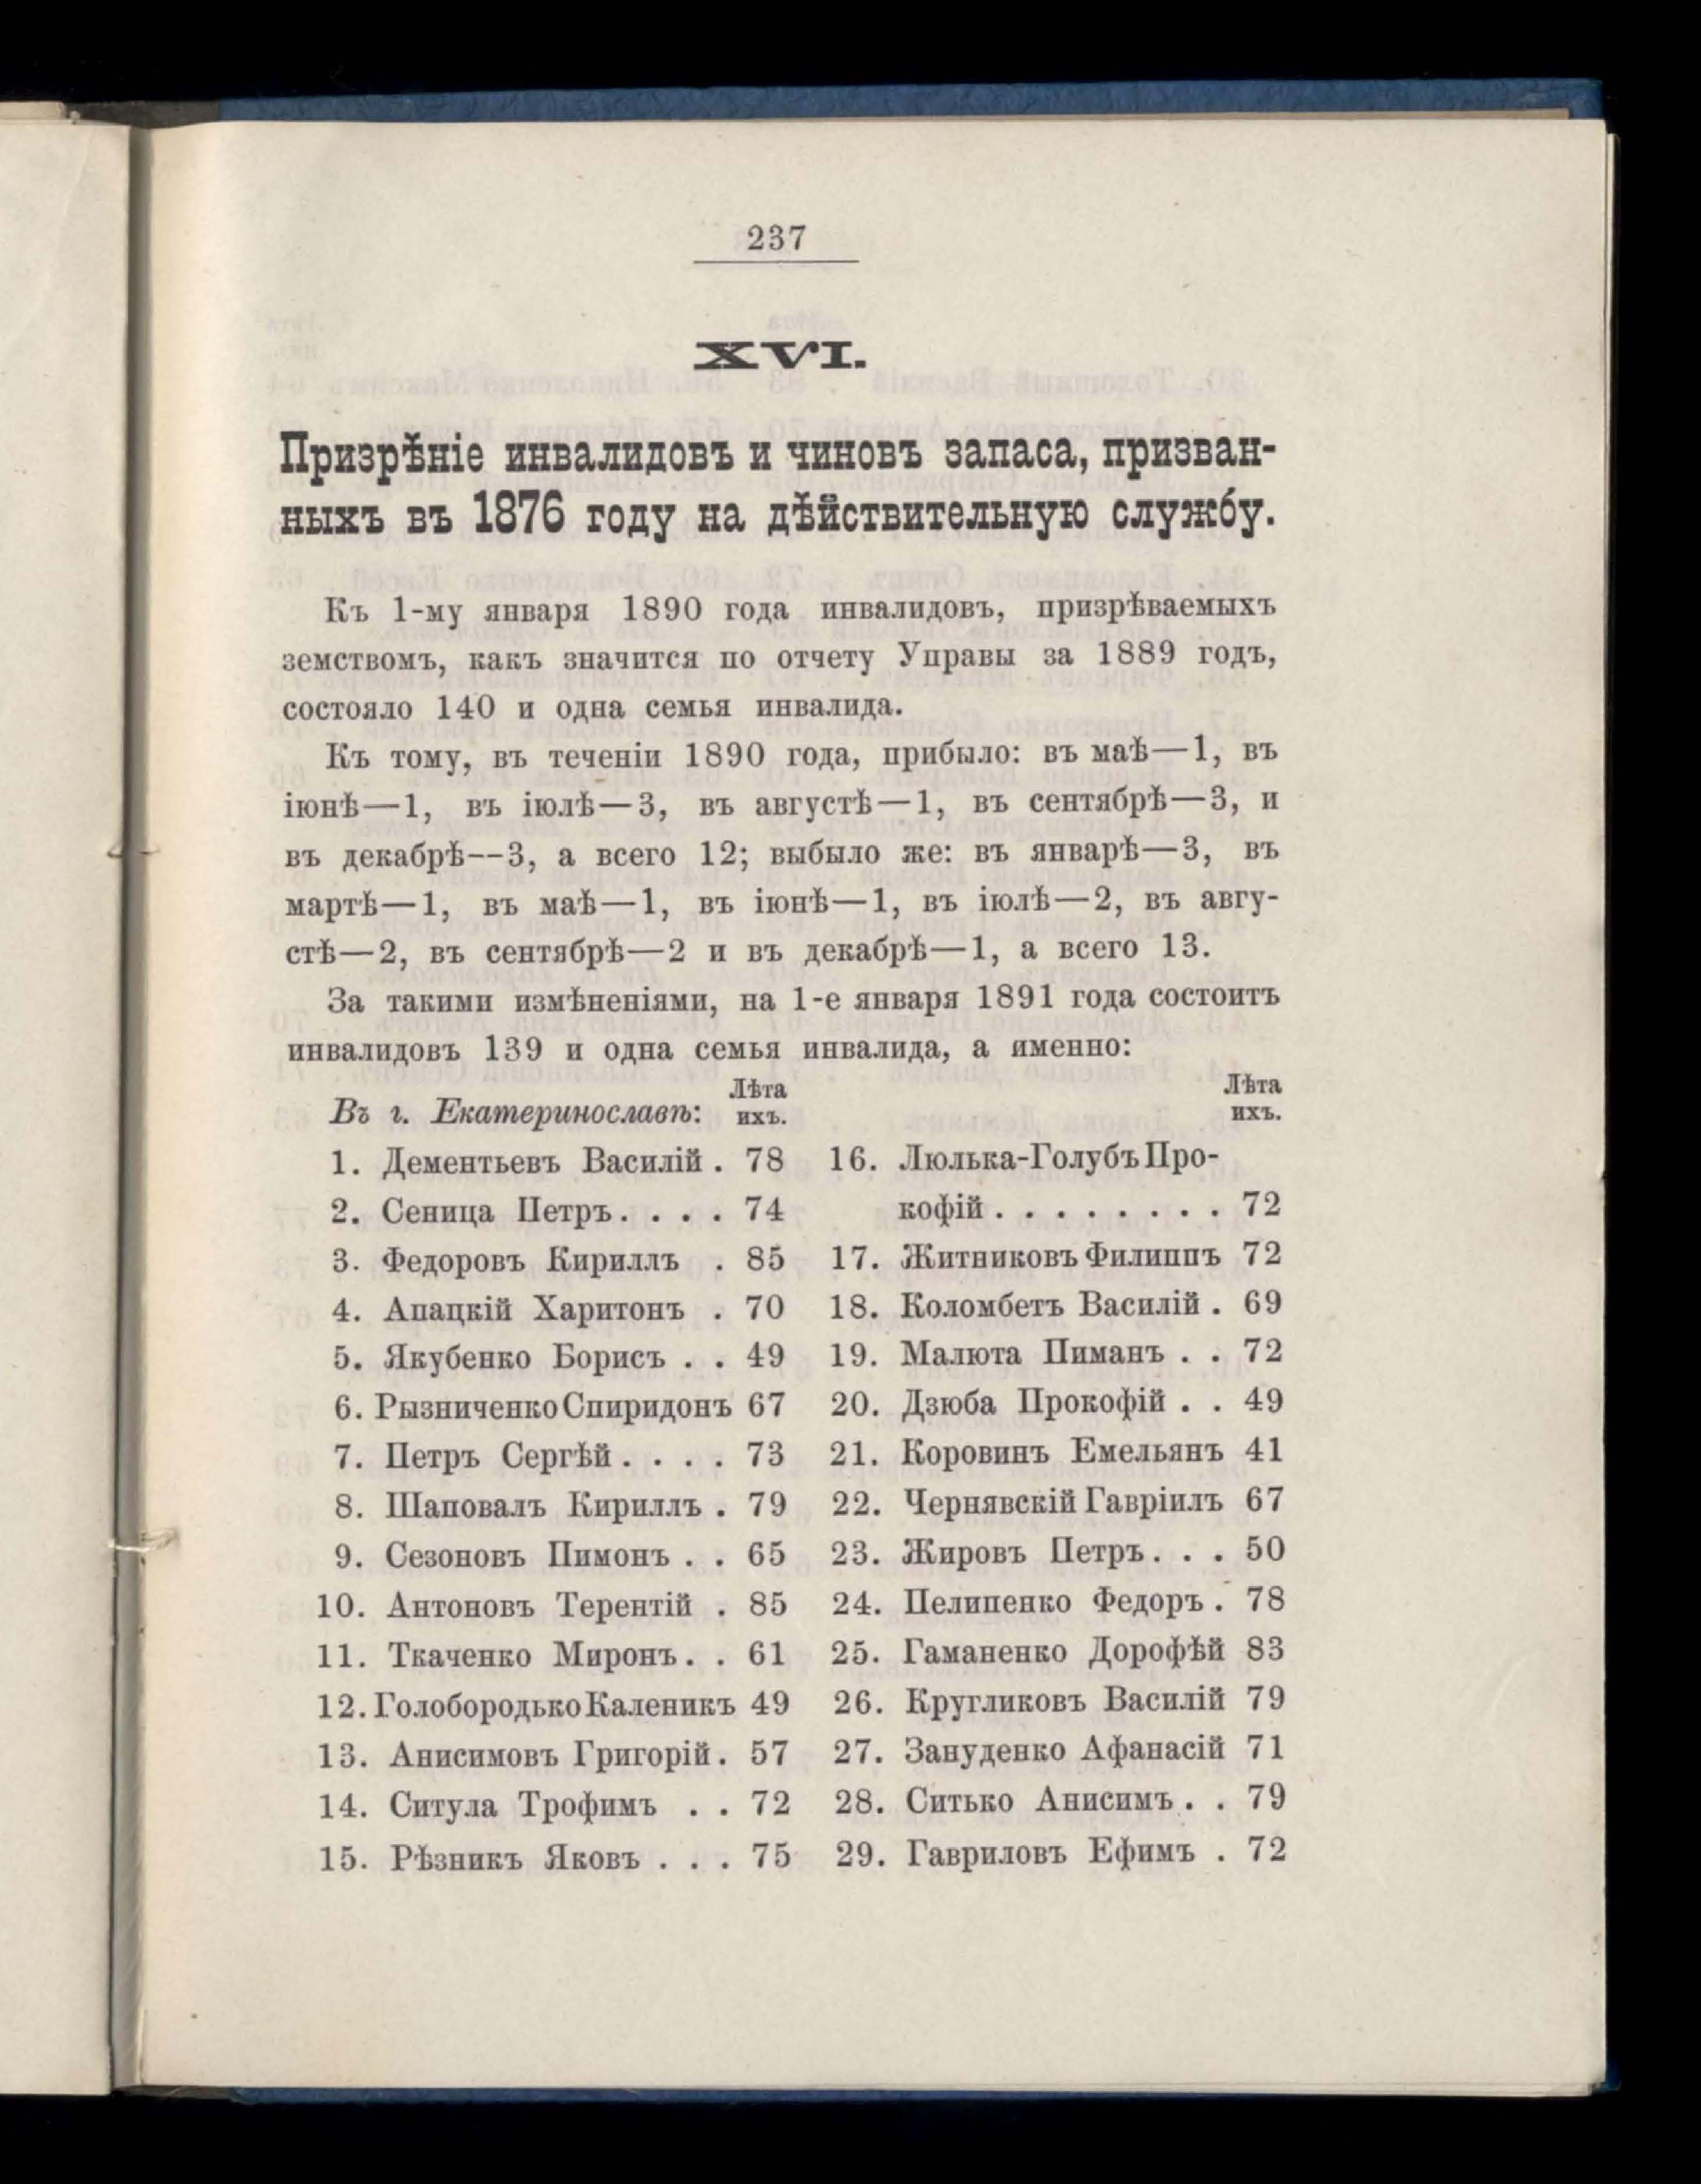 237
XVI.
Призрѣніе инвалидовъ и чиновъ запаса, призван-
ныхъ въ 1876 году на дѣйствительную службу.
Къ 1-му января 1890 года инвалидовъ, призрѣваемыхъ
земствомъ, какъ значится по отчету Управы за 1889 годъ,
состояло 140 и одна семья инвалида.
Къ тому, въ теченіи 1890 года, прибыло: въ маѣ—1, въ
іюнѣ—1, въ іюлѣ—3, въ августѣ—1, въ сентябрѣ—3, и
въ декабрѣ--3, а всего 12; выбыло же: въ январѣ—3, въ
мартѣ—1, въ маѣ—1, въ іюнѣ—1, въ іюлѣ—2, въ авгу-
стѣ—2, въ сентябрѣ—2 и въ декабрѣ—1, а всего 13.
За такими измѣненіями, на 1-е января 1891 года состоитъ
инвалидовъ 139 и одна семья инвалида, а именно:
Въ г. Екатеринославѣ:
Лѣта
ихъ.
1. Дементьевъ Василій . 78
2. Сеница Петръ. . . . 74
3. Федоровъ Кириллъ . 85
4. Апацкій Харитонъ . 70
5. Якубенко Борисъ . . 49
6. Рызниченко Спиридонъ 67
7. Петръ Сергѣй . . . . 73
8. Шаповалъ Кириллъ . 79
9. Сезоновъ Пимонъ . . 65
10. Антоновъ Терентій . 85
11. Ткаченко Миронъ. . 61
12. Голобородько Каленикъ 49
13. Анисимовъ Григорій. 57
14. Ситула Трофимъ . . 72
15. Рѣзникъ Яковъ . . . 75
Лѣта
ихъ.
16. Люлька-Голубъ Про-
кофій . . . . . . . . 72
17. Житниковъ Филиппъ 72
18. Коломбетъ Василій . 69
19. Малюта Пиманъ . . 72
20. Дзюба Прокофій . . 49
21. Коровинъ Емельянъ 41
22. Чернявскій Гавріилъ 67
23. Жировъ Петръ. . . 50
24. Пелипенко Федоръ . 78
25. Гаманенко Дорофѣй 83
26. Кругликовъ Василій 79
27. Зануденко Афанасій 71
28. Ситько Анисимъ . . 79
29. Гавриловъ Ефимъ . 72